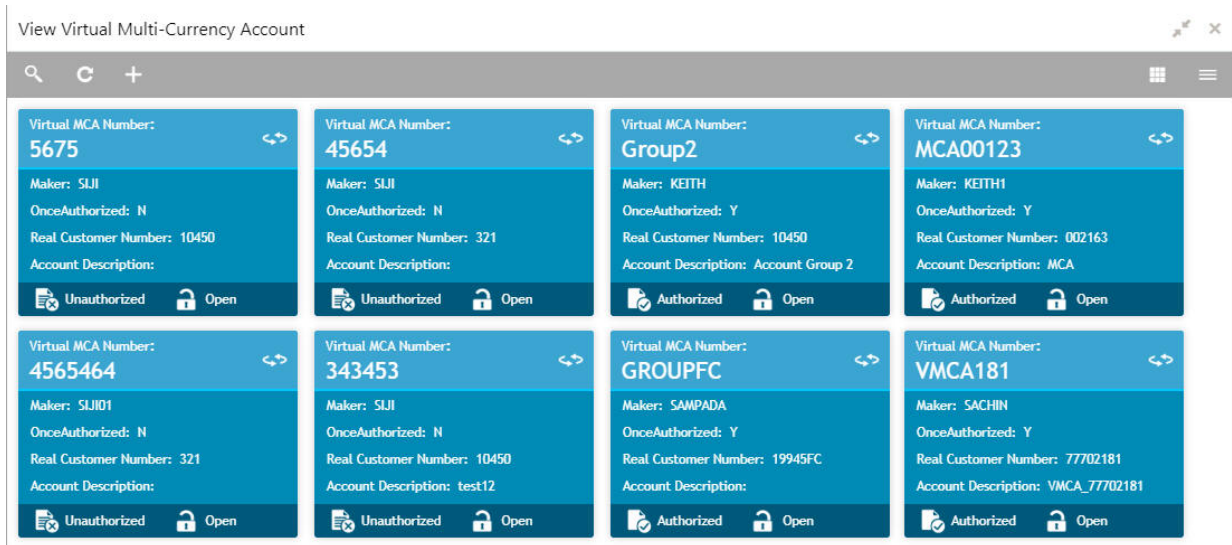 View Virtual Multi-Currency Account
Virtual MCA Number:
5675
Maker: SIJI
OnceAuthorized: N
Real Customer Number: 10450
Account Description:
Unauthorized Open
Virtual MCA Number:
45654
Maker: SIJI
OnceAuthorized: N
Real Customer Number: 321
Account Description:
Unauthorized Open
Virtual MCA Number:
Group2
Maker: KEITH
OnceAuthorized: Y
Real Customer Number: 10450
Account Description: Account Group 2
Authorized Open
Virtual MCA Number:
MCA00123
Maker: KEITH1
OnceAuthorized: Y
Real Customer Number: 002163
Account Description: MCA
Authorized Open
Virtual MCA Number:
4565464
Maker: SIJI01
OnceAuthorized: N
Real Customer Number: 321
Account Description:
Unauthorized Open
Virtual MCA Number:
343453
Maker: SIJI
OnceAuthorized: N
Real Customer Number: 10450
Account Description: test12
Unauthorized Open
Virtual MCA Number:
GROUPFC
Maker: SAMPADA
OnceAuthorized: Y
Real Customer Number: 19945FC
Account Description:
Authorized Open
Virtual MCA Number:
VMCA181
Maker: SACHIN
OnceAuthorized: Y
Real Customer Number: 77702181
Account Description: VMCA_77702181
Authorized Open